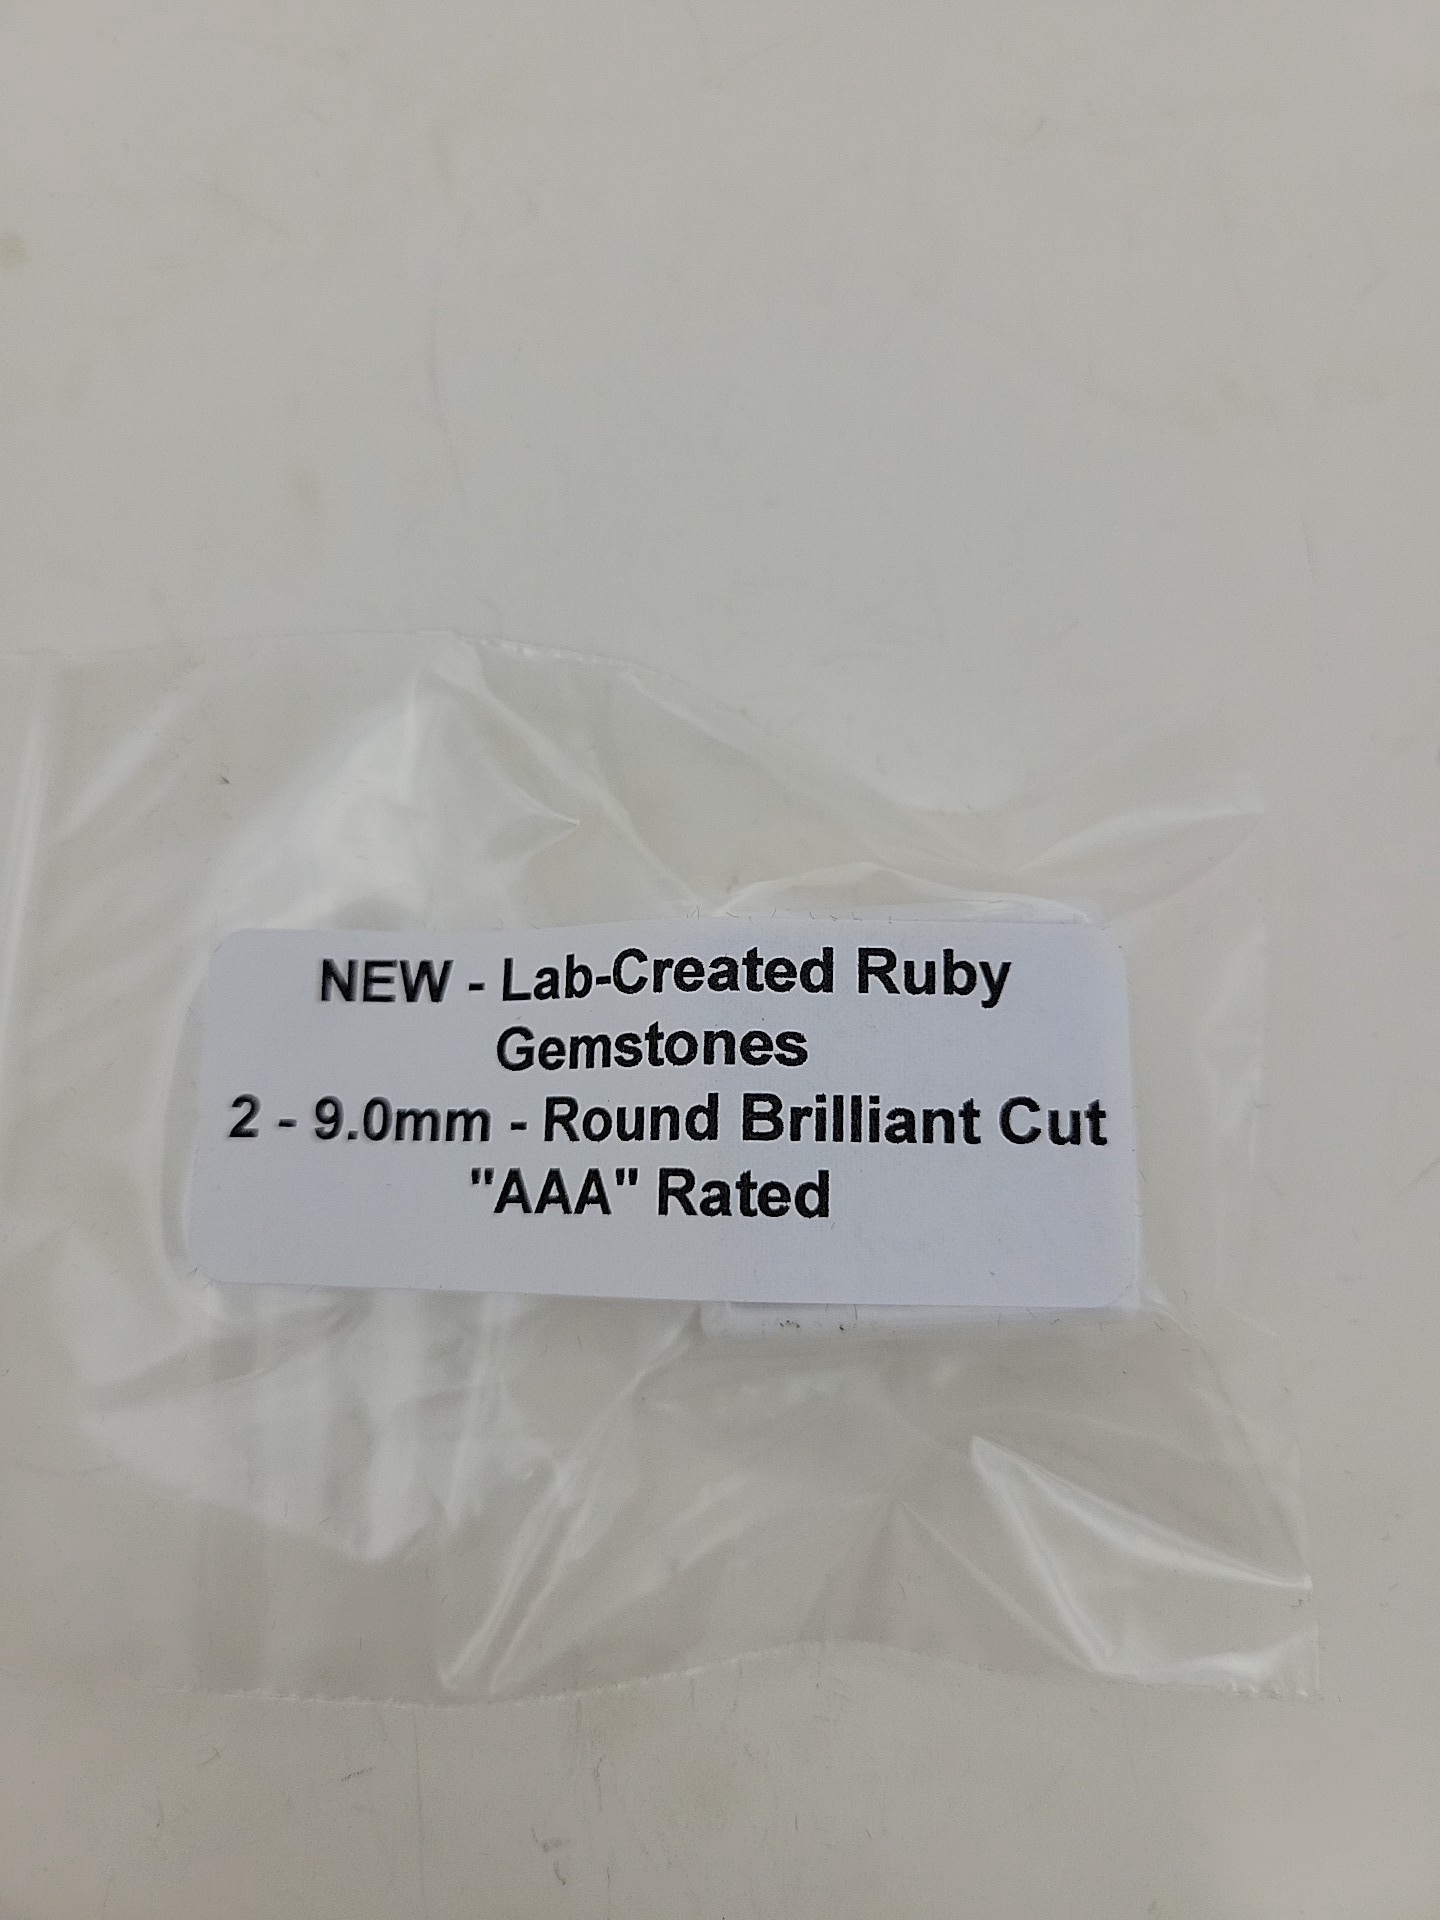 NEW - Lab-Created Ruby
Gemstones
2 - 9.0mm - Round Brilliant Cut
"AAA" Rated